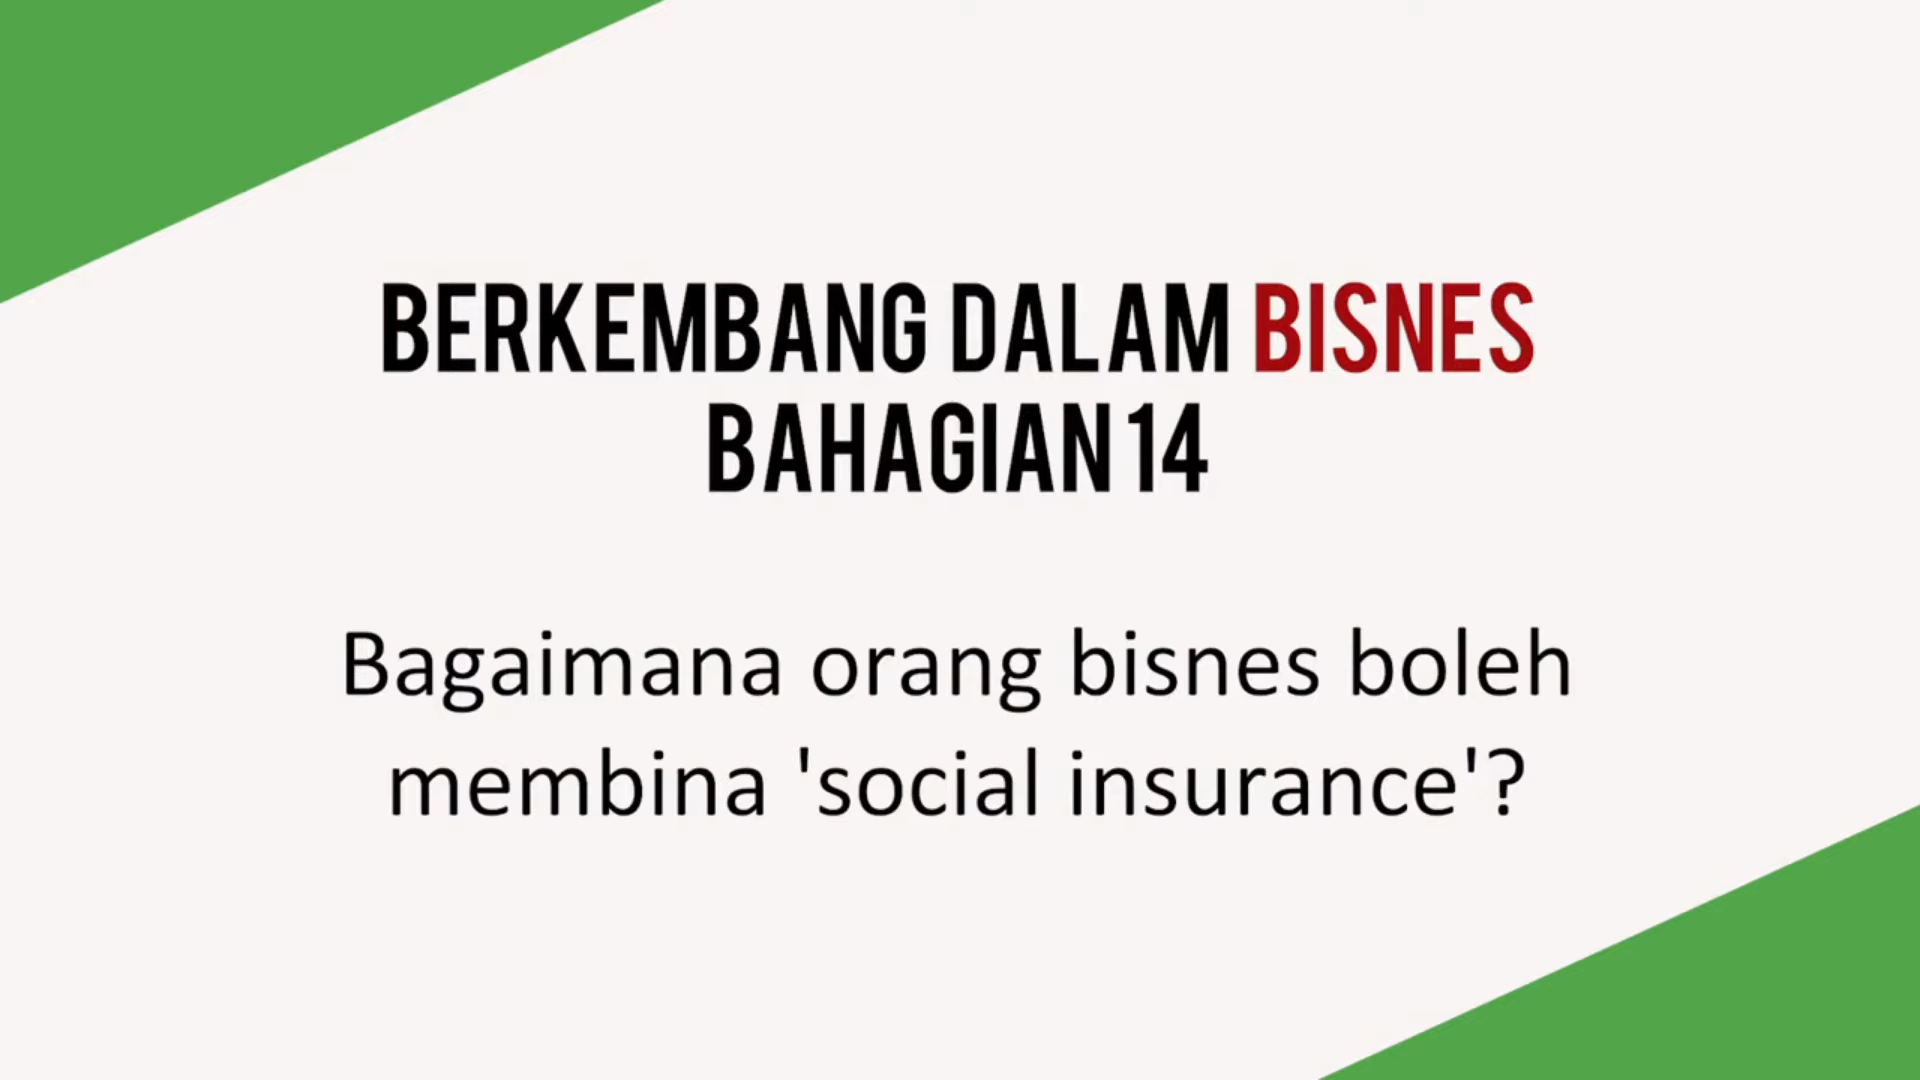 BERKEMBANG DALAM BISNES
BAHAGIAN 14
Bagaimana orang bisnes boleh
membina 'social insurance'?